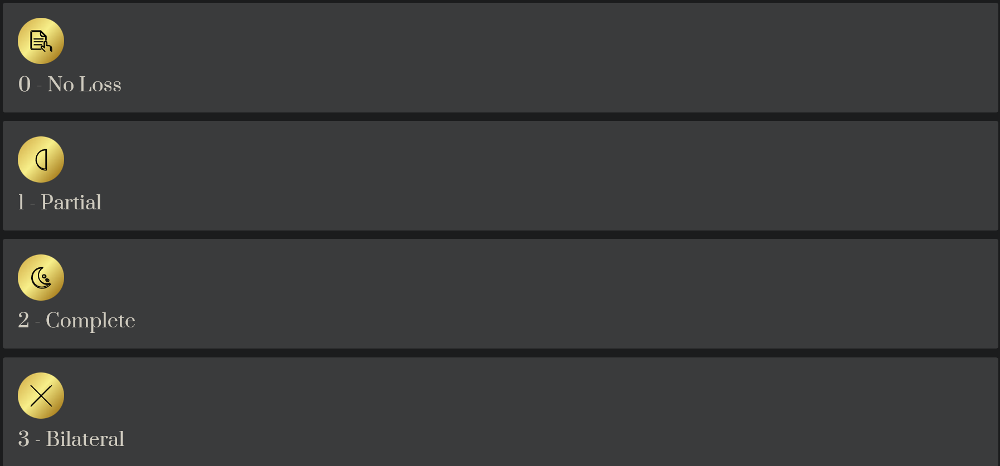 0 - No Loss
1 - Partial
2 - Complete
3 - Bilateral